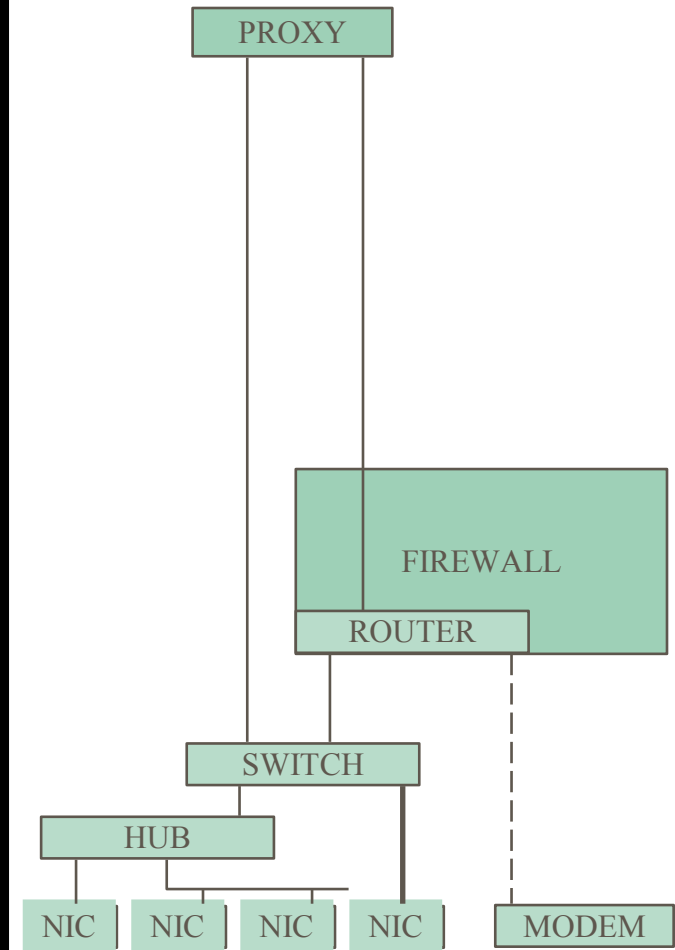 PROXY
FIREWALL
ROUTER
SWITCH
HUB
NIC NIC NIC NIC MODEM